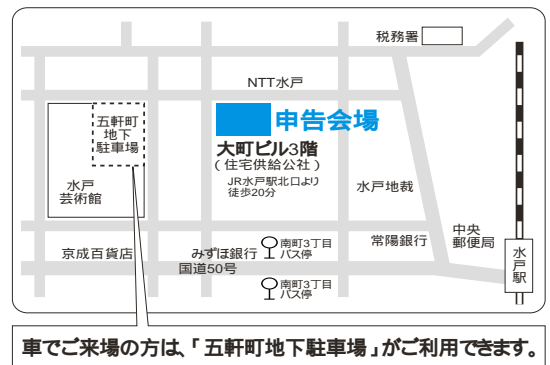 税務署
NTT水戸
五軒町
地下
駐車場
申告会場
大町ビル3階
(住宅供給公社)
JR水戸駅北口より
徒歩20分
水戸
芸術館
水戸地裁
京成百貨店
みずほ銀行
国道50号
南町3丁目
バス停
南町3丁目
バス停
常陽銀行
中央
郵便局
水戸駅
車でご来場の方は、「五軒町地下駐車場」がご利用できます。